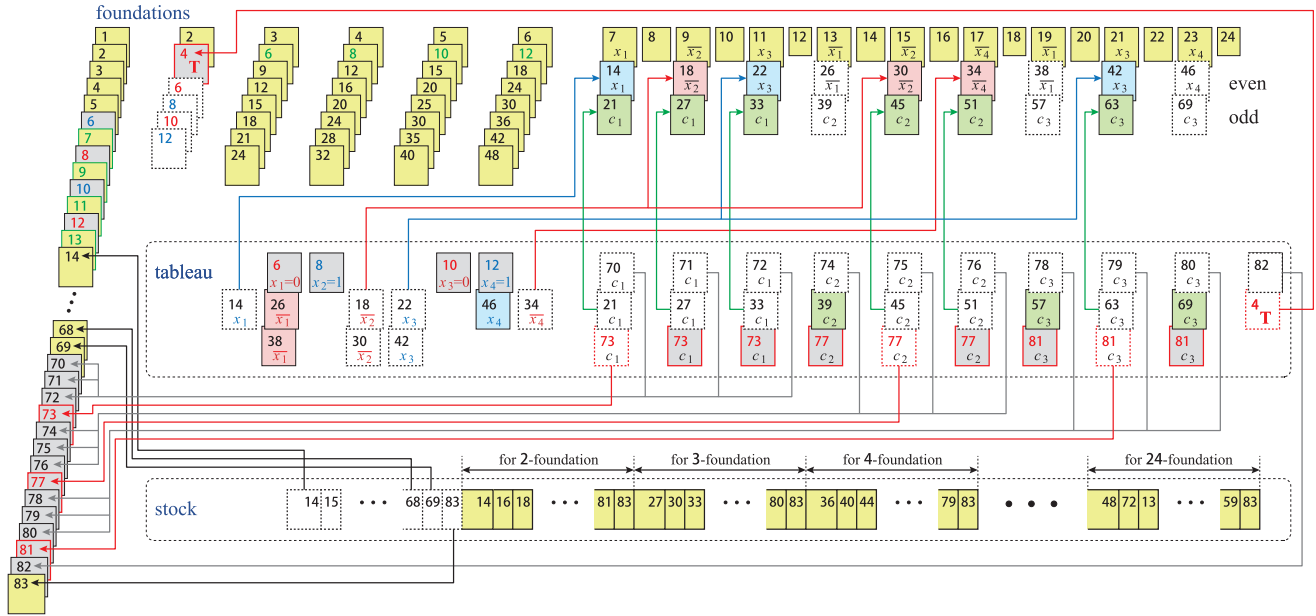 foundations
1 2 3 4 5 6 7 8 9 10 11 12 13 14 15 16 17 18 19 20 21 22 23 24
x1 x̄2 x3 x̄1 x̄2 x̄4 x̄1 x3 x4
2 4 6 8 10 12 14 18 22 26 30 34 38 42 46 even
T x1 x̄2 x3 x̄1 x̄2 x̄4 x̄1 x3 x4
3 6 9 12 15 18 21 27 33 39 45 51 57 63 69 odd
c1 c1 c1 c2 c2 c2 c3 c3 c3
4 8 12 16 20 24
5 10 15 20 25 30
6 12 18 24 30 36
7 21 28 35 42
8 24 32 40 48
9
10
11
12
13
14
tableau
6 8 10 12 70 71 72 74 75 76 78 79 80 82
x1=0 x2=1 x3=0 x4=1 c1 c1 c1 c2 c2 c2 c3 c3 c3
14 26 18 22 46 34 21 27 33 39 45 51 57 63 69 4
x1 x̄1 x̄2 x3 x4 x̄4 c1 c1 c1 c2 c2 c2 c3 c3 c3 T
38 30 42 73 73 73 77 77 77 81 81 81
x̄1 x̄2 x3 c1 c1 c1 c2 c2 c2 c3 c3 c3
68
69
70
71
72
73
74
75
76
77
78
79
80
81
82
83
for 2-foundation for 3-foundation for 4-foundation for 24-foundation
stock
14 15 68 69 83 14 16 18 81 83 27 30 33 80 83 36 40 44 79 83 48 72 13 59 83